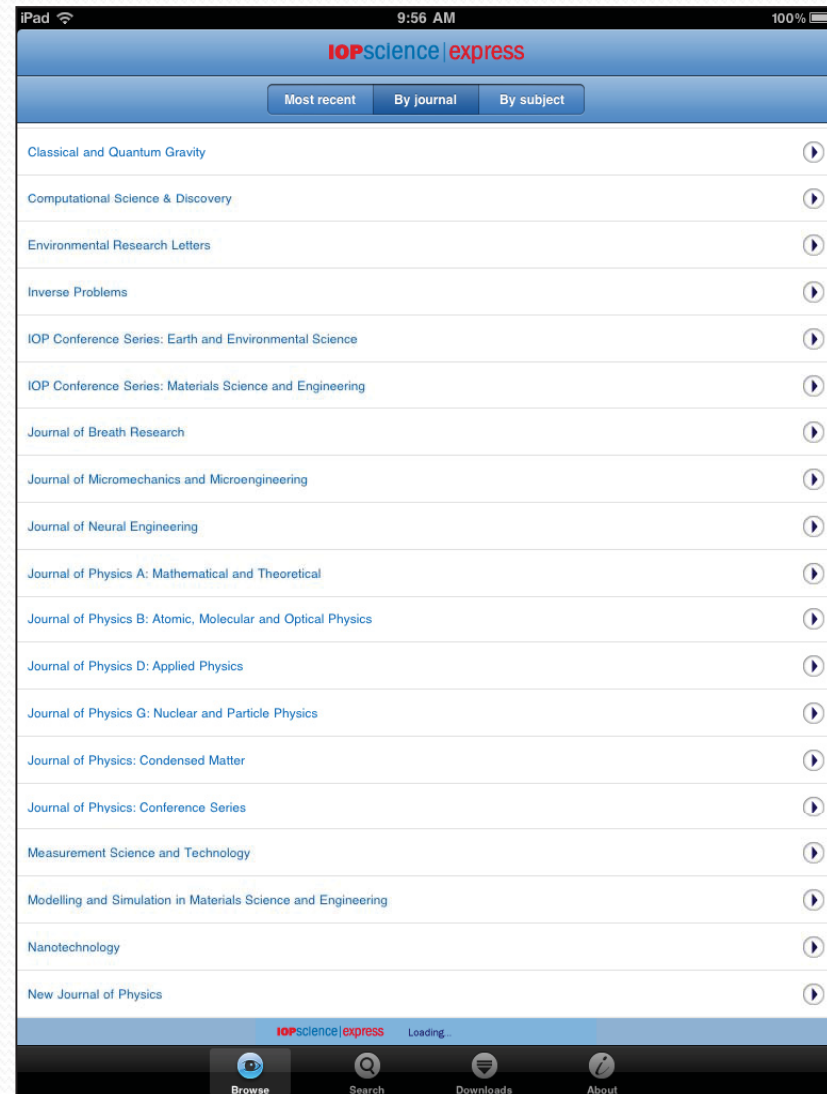 iPad 9:56 AM 100%
IOPscience|express
Most recent By journal By subject
Classical and Quantum Gravity
Computational Science & Discovery
Environmental Research Letters
Inverse Problems
IOP Conference Series: Earth and Environmental Science
IOP Conference Series: Materials Science and Engineering
Journal of Breath Research
Journal of Micromechanics and Microengineering
Journal of Neural Engineering
Journal of Physics A: Mathematical and Theoretical
Journal of Physics B: Atomic, Molecular and Optical Physics
Journal of Physics D: Applied Physics
Journal of Physics G: Nuclear and Particle Physics
Journal of Physics: Condensed Matter
Journal of Physics: Conference Series
Measurement Science and Technology
Modelling and Simulation in Materials Science and Engineering
Nanotechnology
New Journal of Physics
IOPscience|express Loading...
Browse Search Downloads About